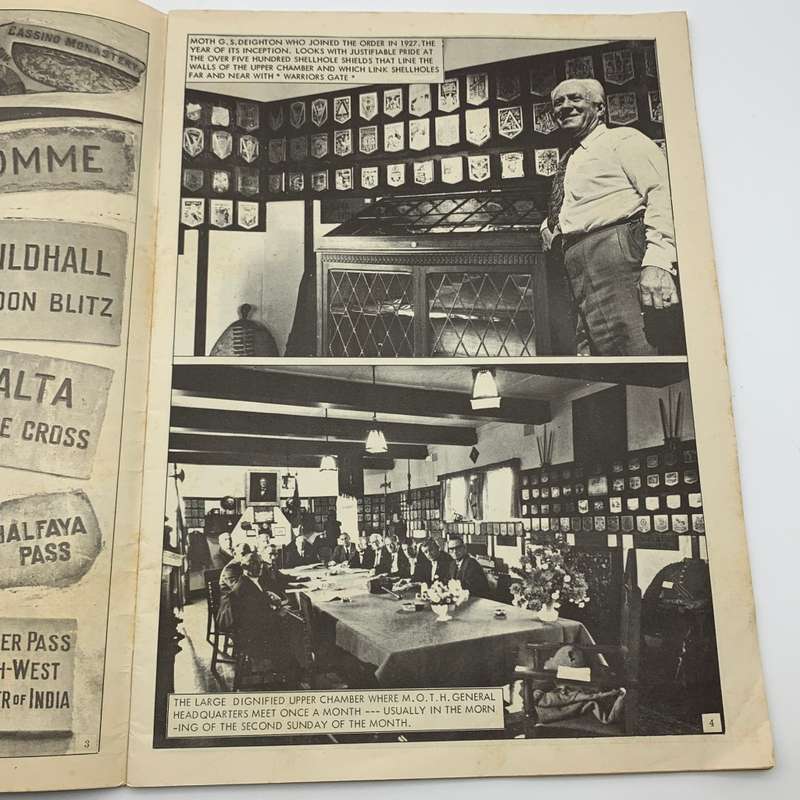 CASSINO MONASTERY
OMME
ILDHALL
DON BLITZ
ALTA
E CROSS
HALFAYA
PASS
ER PASS
H-WEST
ER OF INDIA
3
MOTH G.S. DEIGHTON WHO JOINED THE ORDER IN 1927, THE
YEAR OF ITS INCEPTION. LOOKS WITH JUSTIFIABLE PRIDE AT
THE OVER FIVE HUNDRED SHELLHOLE SHIELDS THAT LINE THE
WALLS OF THE UPPER CHAMBER AND WHICH LINK SHELLHOLES
FAR AND NEAR WITH " WARRIORS GATE "
THE LARGE DIGNIFIED UPPER CHAMBER WHERE M.O.T.H. GENERAL
HEADQUARTERS MEET ONCE A MONTH --- USUALLY IN THE MORN
-ING OF THE SECOND SUNDAY OF THE MONTH.
4